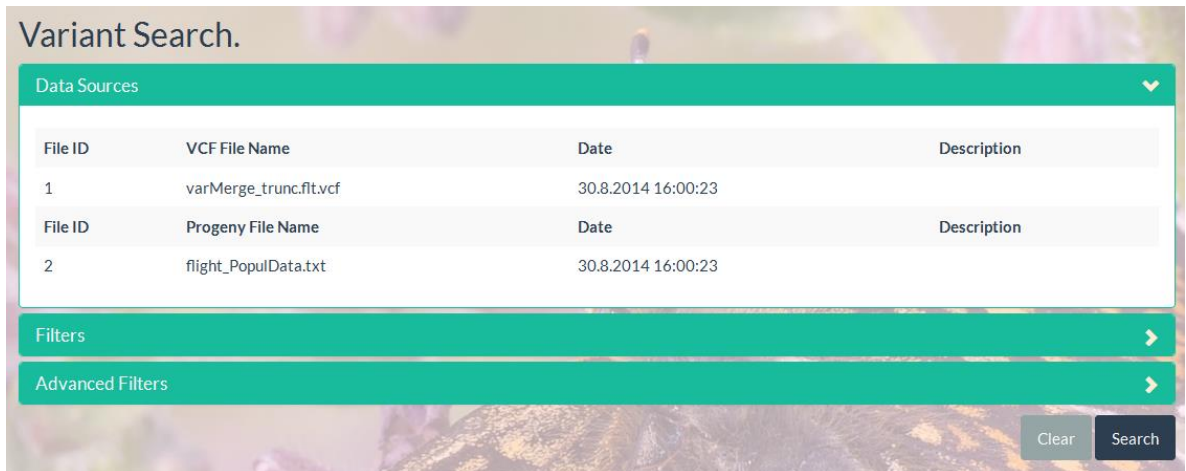 Variant Search.
Data Sources
File ID VCF File Name Date Description
1 varMerge_trunc.flt.vcf 30.8.2014 16:00:23
File ID Progeny File Name Date Description
2 flight_PopulData.txt 30.8.2014 16:00:23
Filters
Advanced Filters
Clear Search